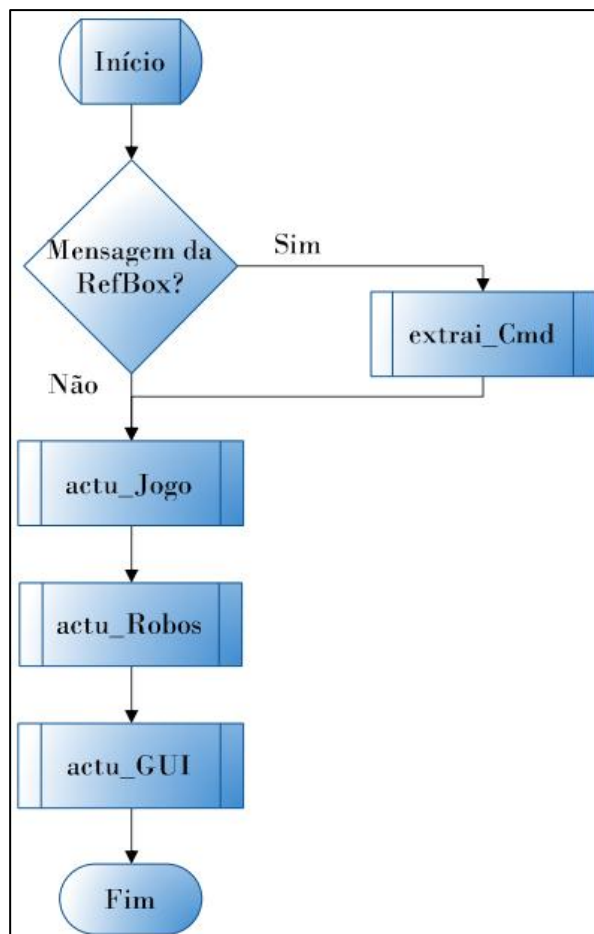 Início
Mensagem da
RefBox?
Sim
extrai_Cmd
Não
actu_Jogo
actu_Robos
actu_GUI
Fim